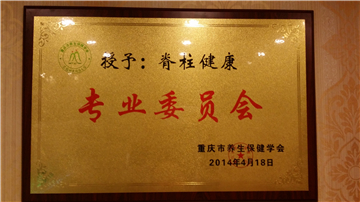 授予：脊柱健康
专业委员会
重庆市养生保健学会
2014年4月18日